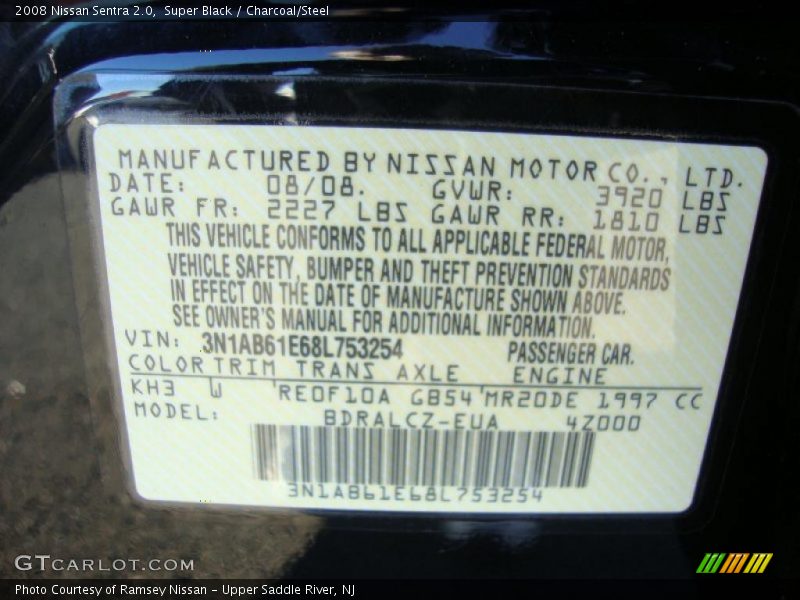 2008 Nissan Sentra 2.0, Super Black / Charcoal/Steel
MANUFACTURED BY NISSAN MOTOR CO., LTD.
DATE: 08/08. GVWR: 3920 LBS
GAWR FR: 2227 LBS GAWR RR: 1810 LBS
THIS VEHICLE CONFORMS TO ALL APPLICABLE FEDERAL MOTOR,
VEHICLE SAFETY, BUMPER AND THEFT PREVENTION STANDARDS
IN EFFECT ON THE DATE OF MANUFACTURE SHOWN ABOVE.
SEE OWNER'S MANUAL FOR ADDITIONAL INFORMATION.
VIN: 3N1AB61E68L753254 PASSENGER CAR.
COLOR TRIM TRANS AXLE ENGINE
KH3 W RE0F10A GB54 MR20DE 1997 CC
MODEL: BDRALCZ-EUA 4Z000
3N1AB61E68L753254
GTCARLOT.COM
Photo Courtesy of Ramsey Nissan - Upper Saddle River, NJ